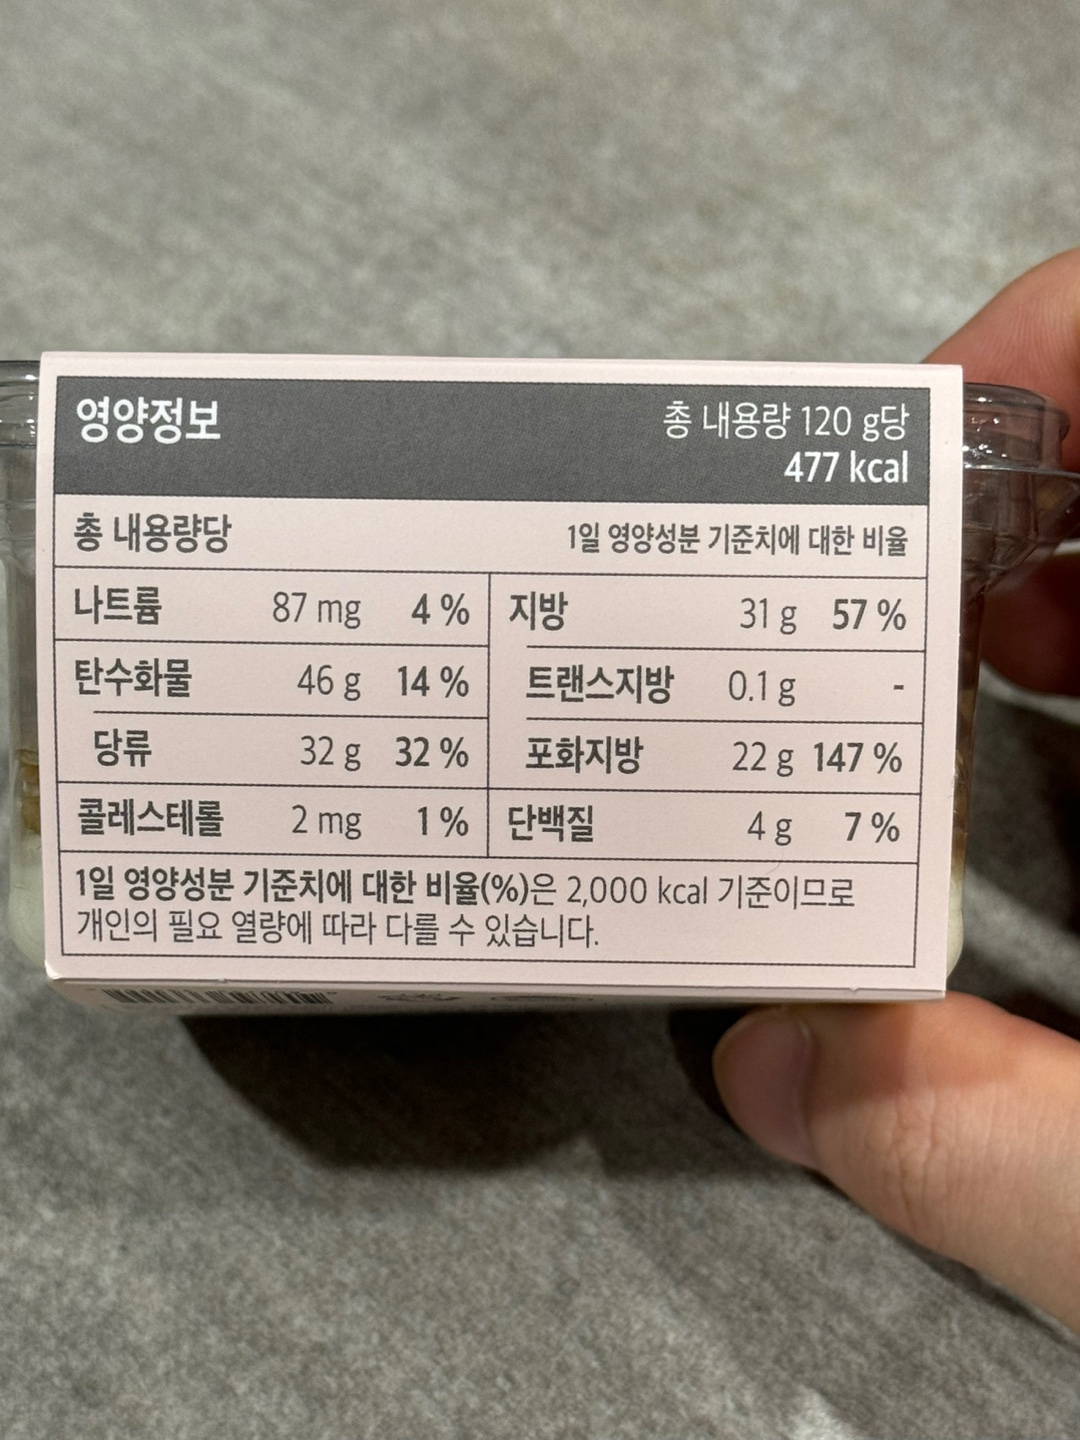 영양정보
총 내용량 120 g당
477 kcal
총 내용량당
1일 영양성분 기준치에 대한 비율
나트륨 87 mg 4 %
탄수화물 46 g 14 %
당류 32 g 32 %
콜레스테롤 2 mg 1 %
지방 31 g 57 %
트랜스지방 0.1 g -
포화지방 22 g 147 %
단백질 4 g 7 %
1일 영양성분 기준치에 대한 비율(%)은 2,000 kcal 기준이므로
개인의 필요 열량에 따라 다를 수 있습니다.